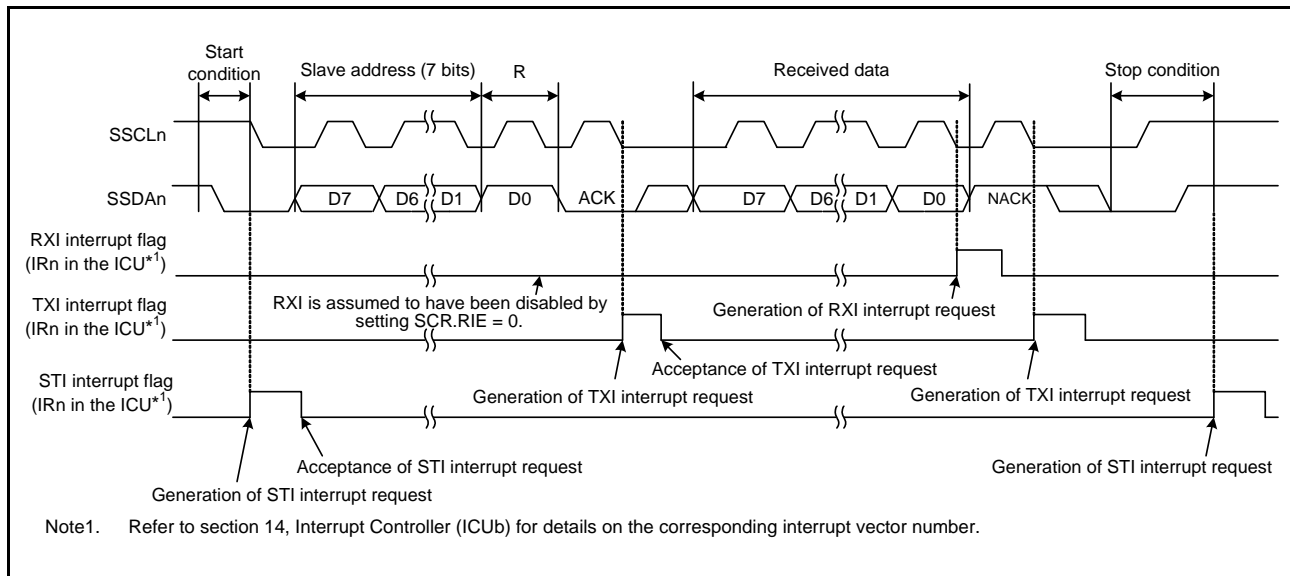 Start
condition
Slave address (7 bits)
R
Received data
Stop condition
SSCLn
SSDAn
D7
D6
D1
D0
ACK
D7
D6
D1
D0
NACK
RXI interrupt flag
(IRn in the ICU*1)
RXI is assumed to have been disabled by
setting SCR.RIE = 0.
Generation of RXI interrupt request
TXI interrupt flag
(IRn in the ICU*1)
Acceptance of TXI interrupt request
Generation of TXI interrupt request
Generation of TXI interrupt request
STI interrupt flag
(IRn in the ICU*1)
Acceptance of STI interrupt request
Generation of STI interrupt request
Generation of STI interrupt request
Note1. Refer to section 14, Interrupt Controller (ICUb) for details on the corresponding interrupt vector number.